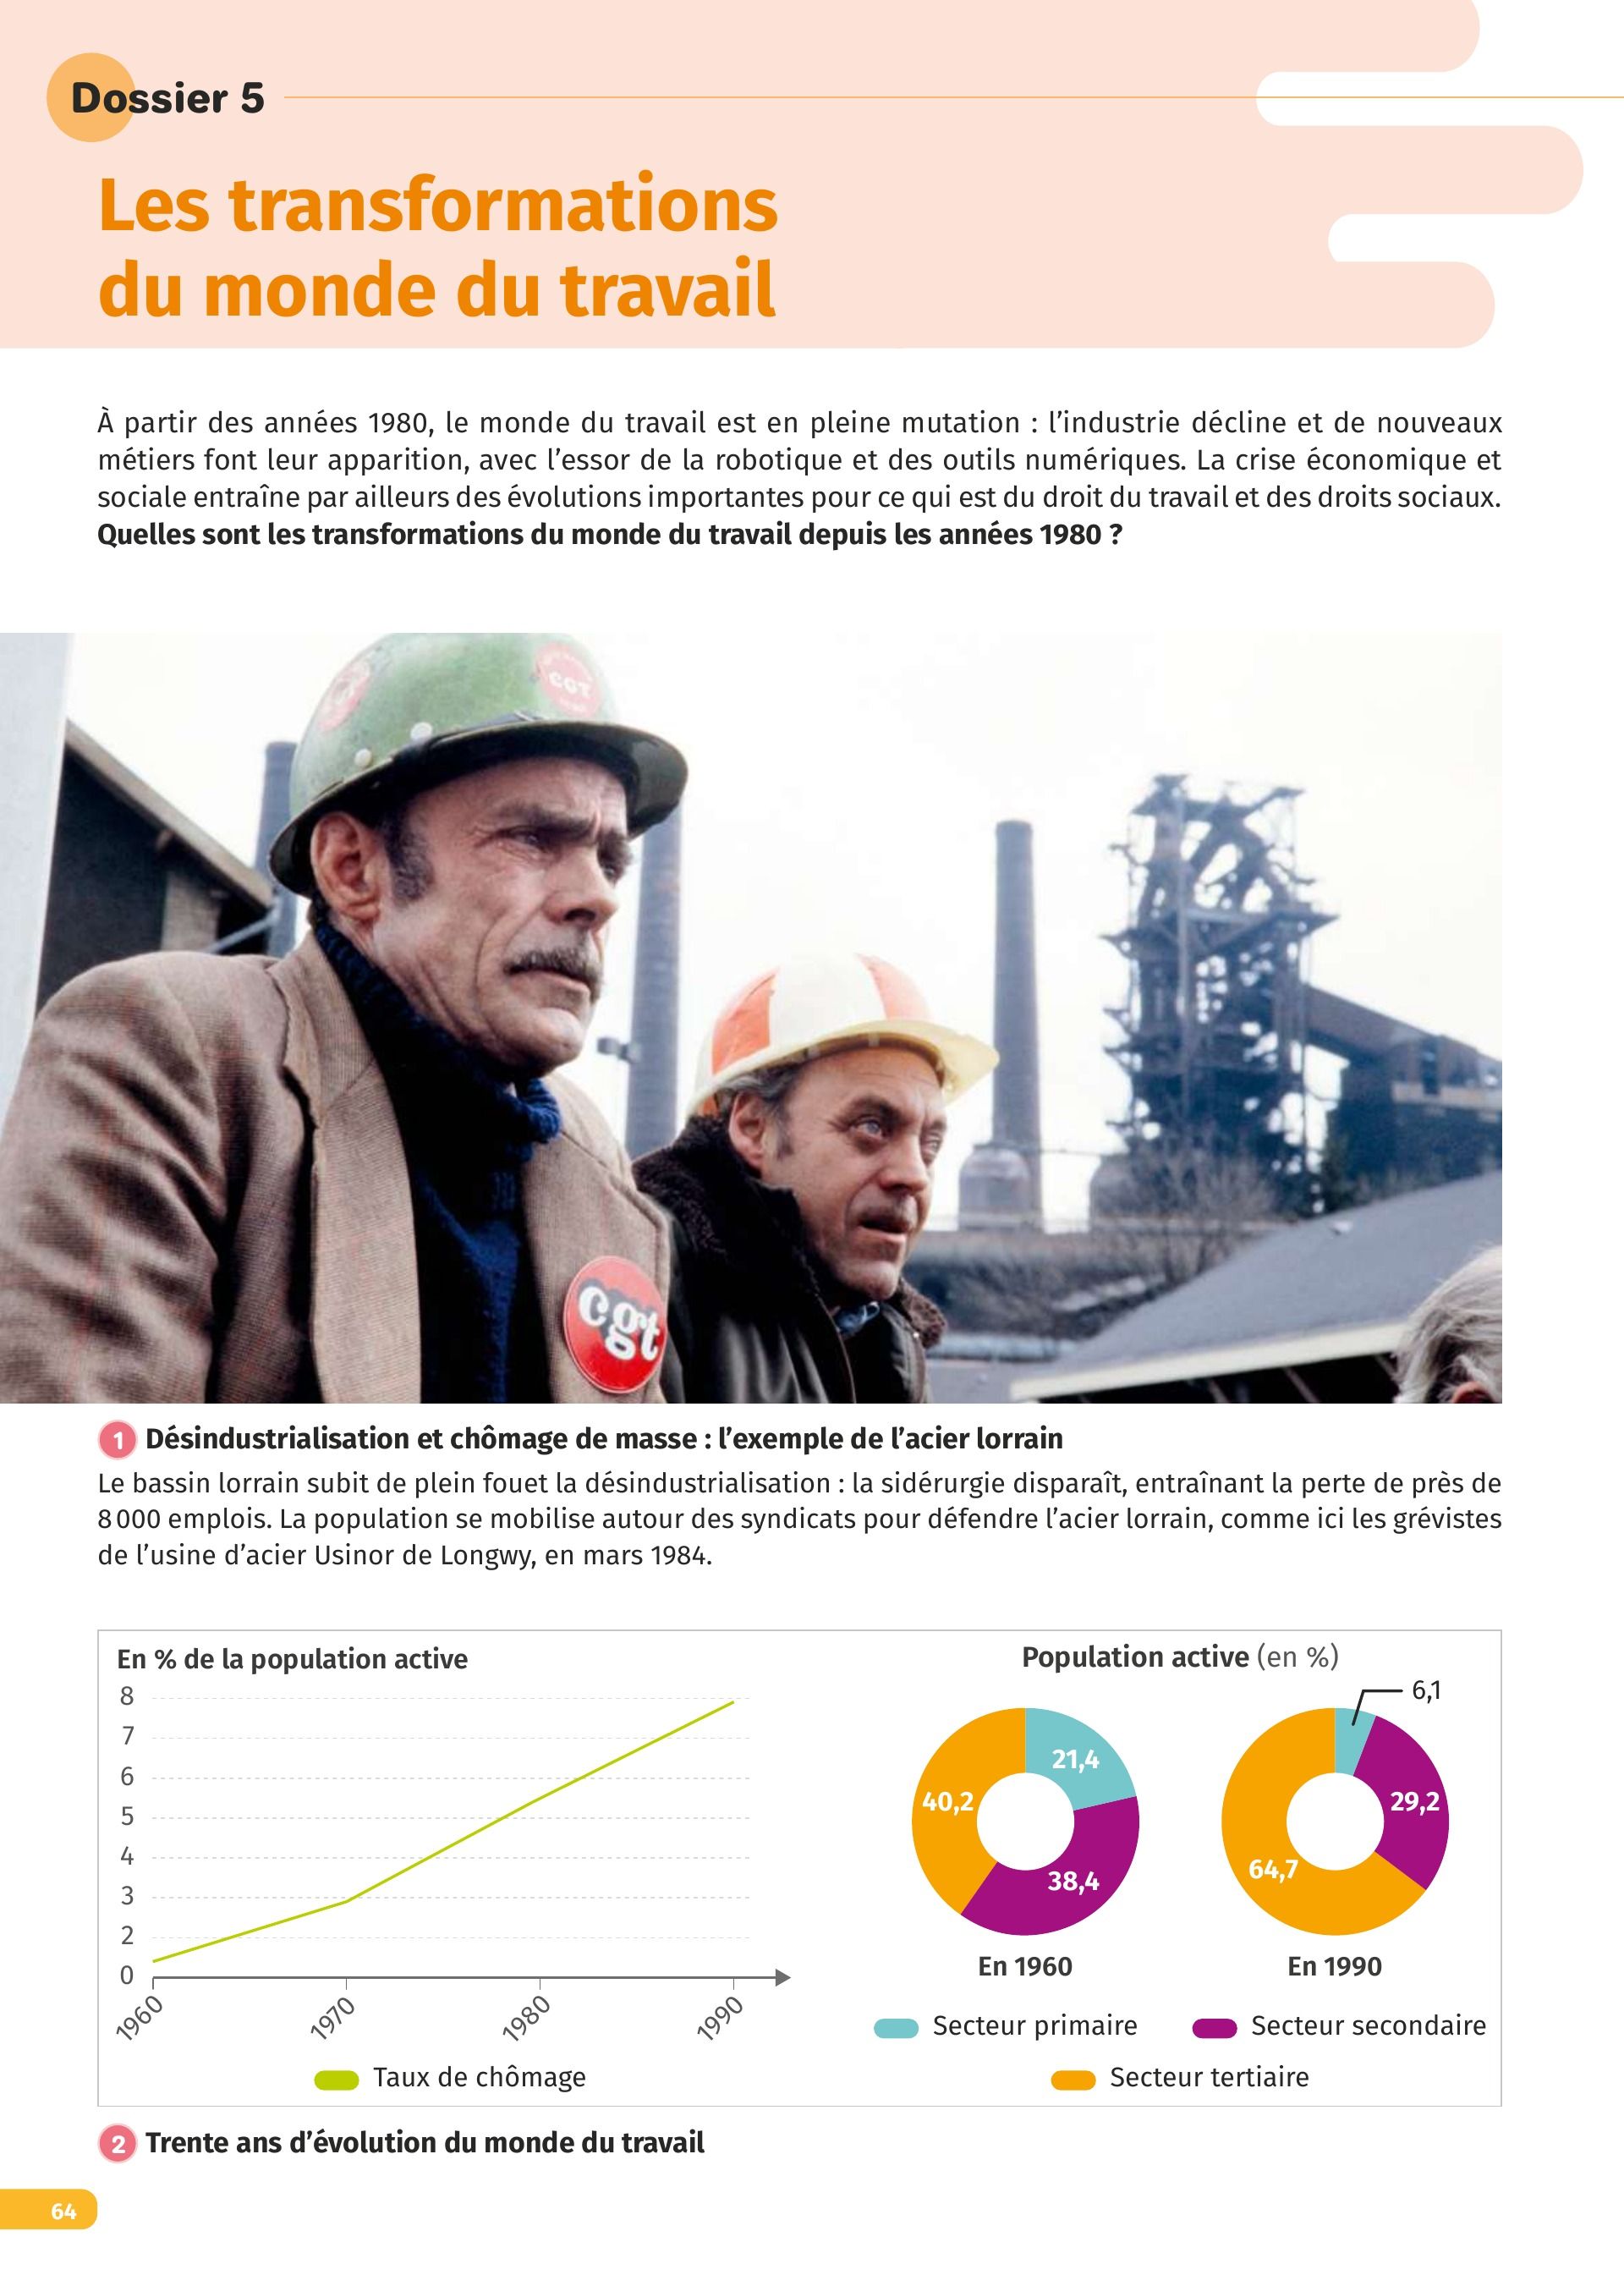 Dossier 5
Les transformations
du monde du travail
À partir des années 1980, le monde du travail est en pleine mutation : l’industrie décline et de nouveaux
métiers font leur apparition, avec l’essor de la robotique et des outils numériques. La crise économique et
sociale entraîne par ailleurs des évolutions importantes pour ce qui est du droit du travail et des droits sociaux.
Quelles sont les transformations du monde du travail depuis les années 1980 ?
CGT
cgt
1 Désindustrialisation et chômage de masse : l’exemple de l’acier lorrain
Le bassin lorrain subit de plein fouet la désindustrialisation : la sidérurgie disparaît, entraînant la perte de près de
8 000 emplois. La population se mobilise autour des syndicats pour défendre l’acier lorrain, comme ici les grévistes
de l’usine d’acier Usinor de Longwy, en mars 1984.
En % de la population active
8
7
6
5
4
3
2
0
1960 1970 1980 1990
Taux de chômage
Population active (en %)
21,4
40,2
38,4
En 1960
6,1
29,2
64,7
En 1990
Secteur primaire Secteur secondaire
Secteur tertiaire
2 Trente ans d’évolution du monde du travail
64